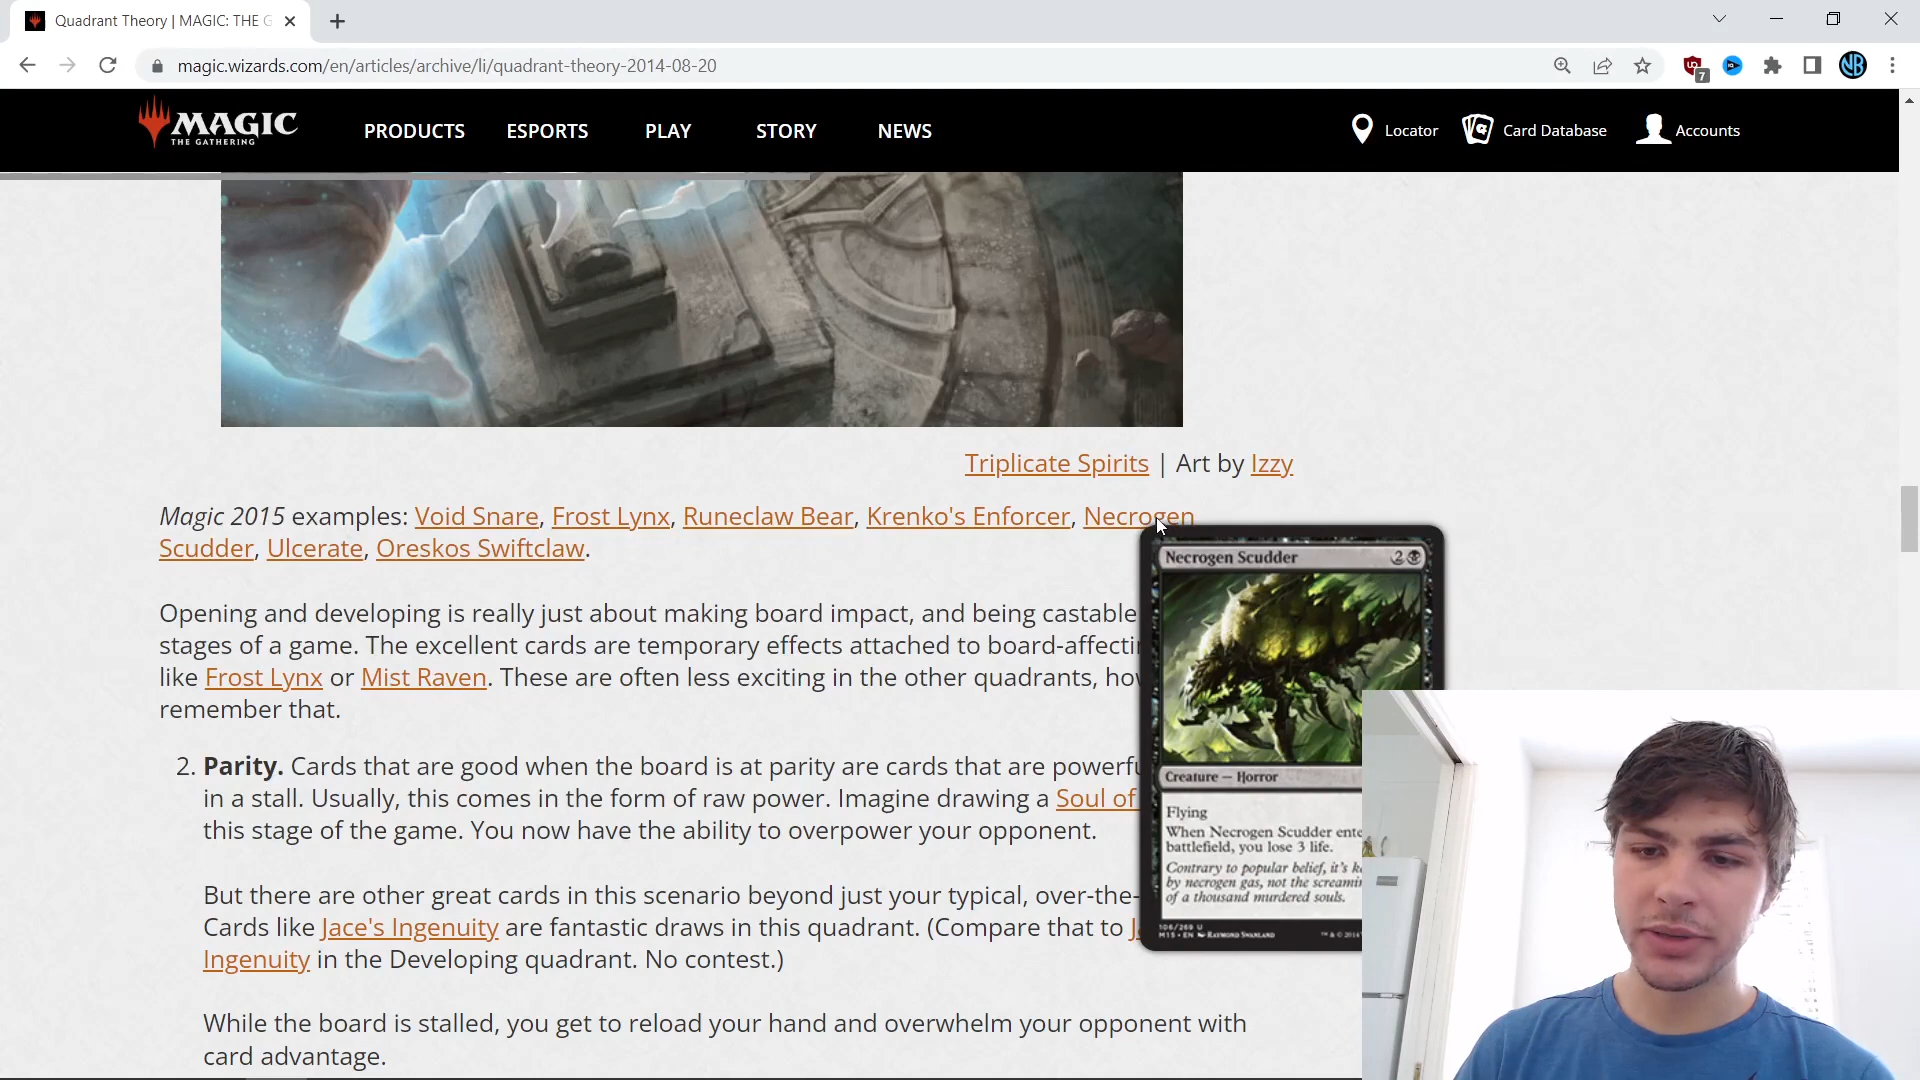 Quadrant Theory | MAGIC: THE G
magic.wizards.com/en/articles/archive/li/quadrant-theory-2014-08-20
7
NB
MAGIC
THE GATHERING
PRODUCTS ESPORTS PLAY STORY NEWS
Locator Card Database Accounts
Triplicate Spirits | Art by Izzy
Magic 2015 examples: Void Snare, Frost Lynx, Runeclaw Bear, Krenko's Enforcer, Necrogen
Scudder, Ulcerate, Oreskos Swiftclaw.
Necrogen Scudder 2
Creature — Horror
Flying
When Necrogen Scudder ente
battlefield, you lose 3 life.
Contrary to popular belief, it's k
by necrogen gas, not the screami
of a thousand murdered souls.
106/269 U
M15 • EN RAYMOND SWANLAND
Opening and developing is really just about making board impact, and being castable
stages of a game. The excellent cards are temporary effects attached to board-affecti
like Frost Lynx or Mist Raven. These are often less exciting in the other quadrants, ho
remember that.
2. Parity. Cards that are good when the board is at parity are cards that are powerfu
in a stall. Usually, this comes in the form of raw power. Imagine drawing a Soul of
this stage of the game. You now have the ability to overpower your opponent.
But there are other great cards in this scenario beyond just your typical, over-the-
Cards like Jace's Ingenuity are fantastic draws in this quadrant. (Compare that to J
Ingenuity in the Developing quadrant. No contest.)
While the board is stalled, you get to reload your hand and overwhelm your opponent with
card advantage.